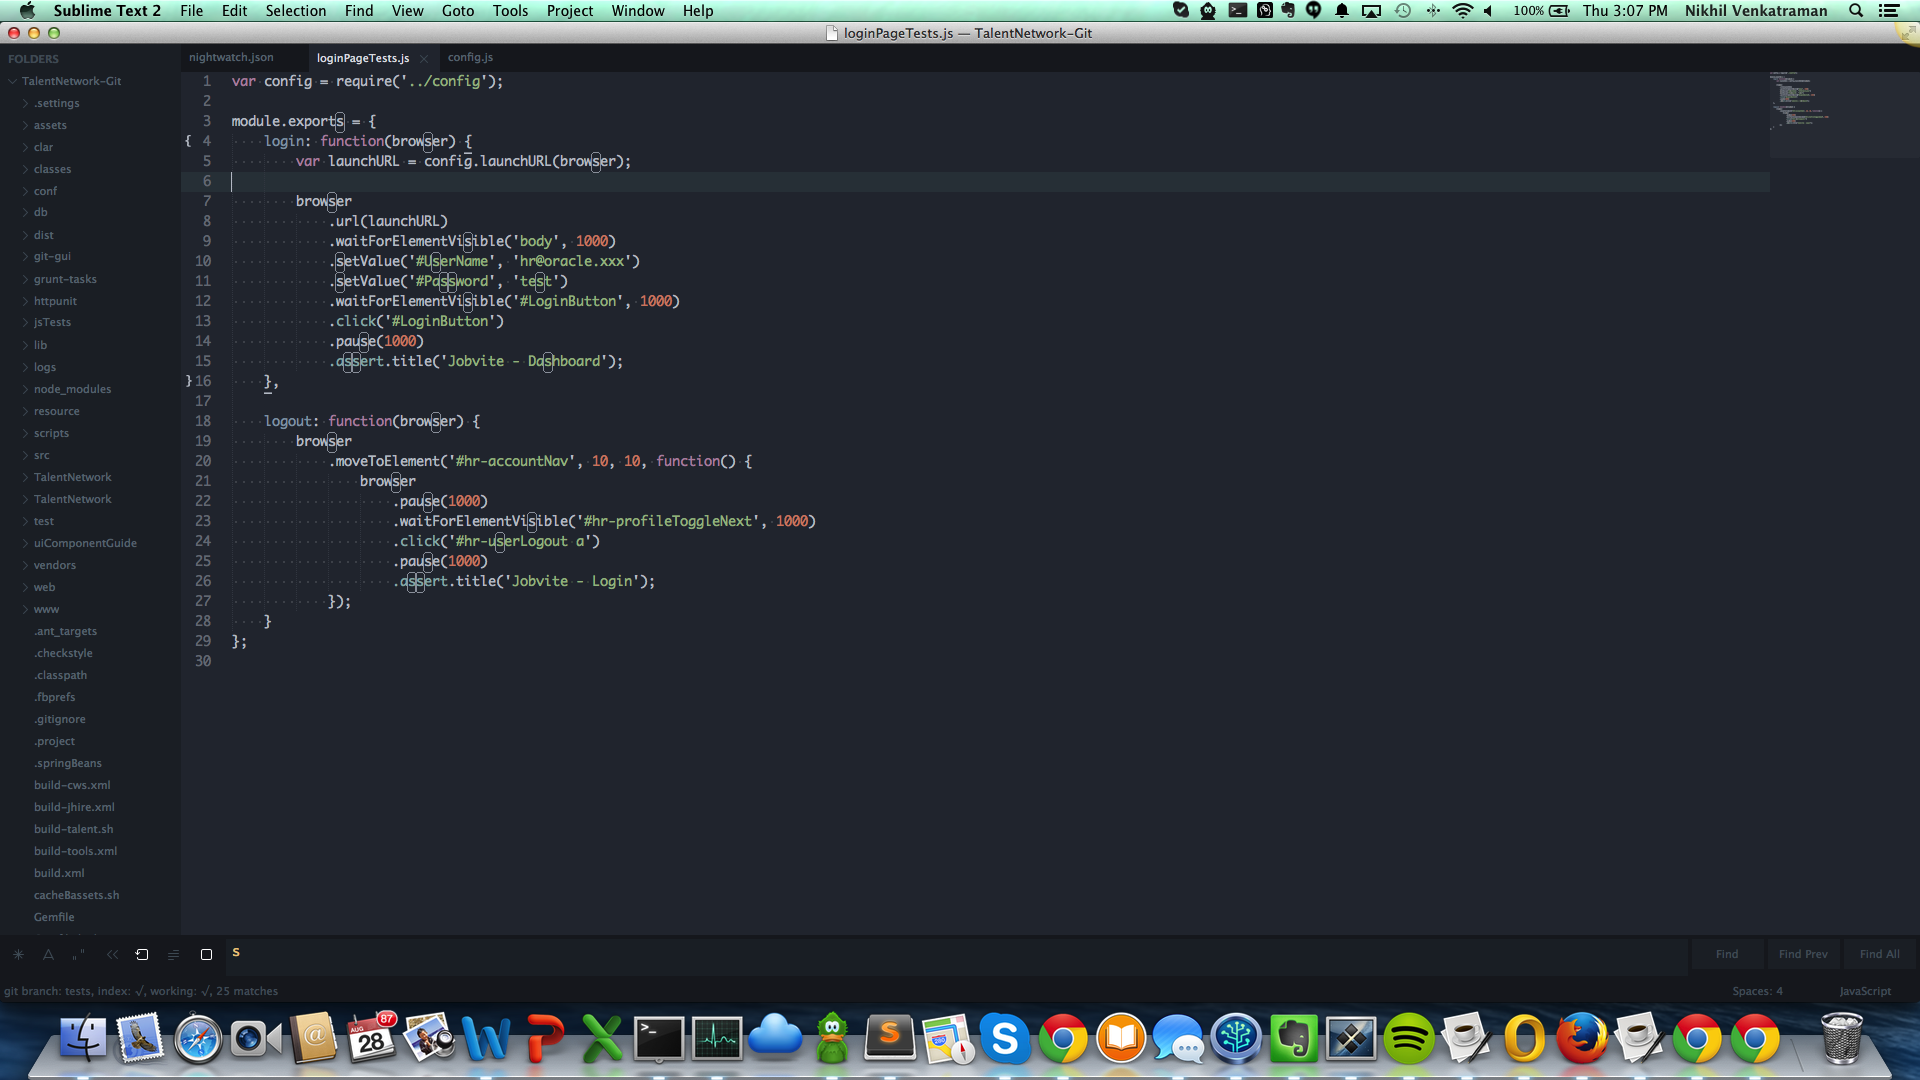 Sublime Text 2 File Edit Selection Find View Goto Tools Project Window Help 100% Thu 3:07 PM Nikhil Venkatraman
loginPageTests.js — TalentNetwork-Git
FOLDERS
TalentNetwork-Git
.settings
assets
clar
classes
conf
db
dist
git-gui
grunt-tasks
httpunit
jsTests
lib
logs
node_modules
resource
scripts
src
TalentNetwork
TalentNetwork
test
uiComponentGuide
vendors
web
www
.ant_targets
.checkstyle
.classpath
.fbprefs
.gitignore
.project
.springBeans
build-cws.xml
build-jhire.xml
build-talent.sh
build-tools.xml
build.xml
cacheBassets.sh
Gemfile
nightwatch.json loginPageTests.js config.js
1 var config = require('../config');
2
3 module.exports = {
{ 4 login: function(browser) {
5 var launchURL = config.launchURL(browser);
6
7 browser
8 .url(launchURL)
9 .waitForElementVisible('body', 1000)
10 .setValue('#UserName', 'hr@oracle.xxx')
11 .setValue('#Password', 'test')
12 .waitForElementVisible('#LoginButton', 1000)
13 .click('#LoginButton')
14 .pause(1000)
15 .assert.title('Jobvite - Dashboard');
}16 },
17
18 logout: function(browser) {
19 browser
20 .moveToElement('#hr-accountNav', 10, 10, function() {
21 browser
22 .pause(1000)
23 .waitForElementVisible('#hr-profileToggleNext', 1000)
24 .click('#hr-userLogout a')
25 .pause(1000)
26 .assert.title('Jobvite - Login');
27 });
28 }
29 };
30
s Find Find Prev Find All
git branch: tests, index: √, working: √, 25 matches Spaces: 4 JavaScript
AUG 28 87